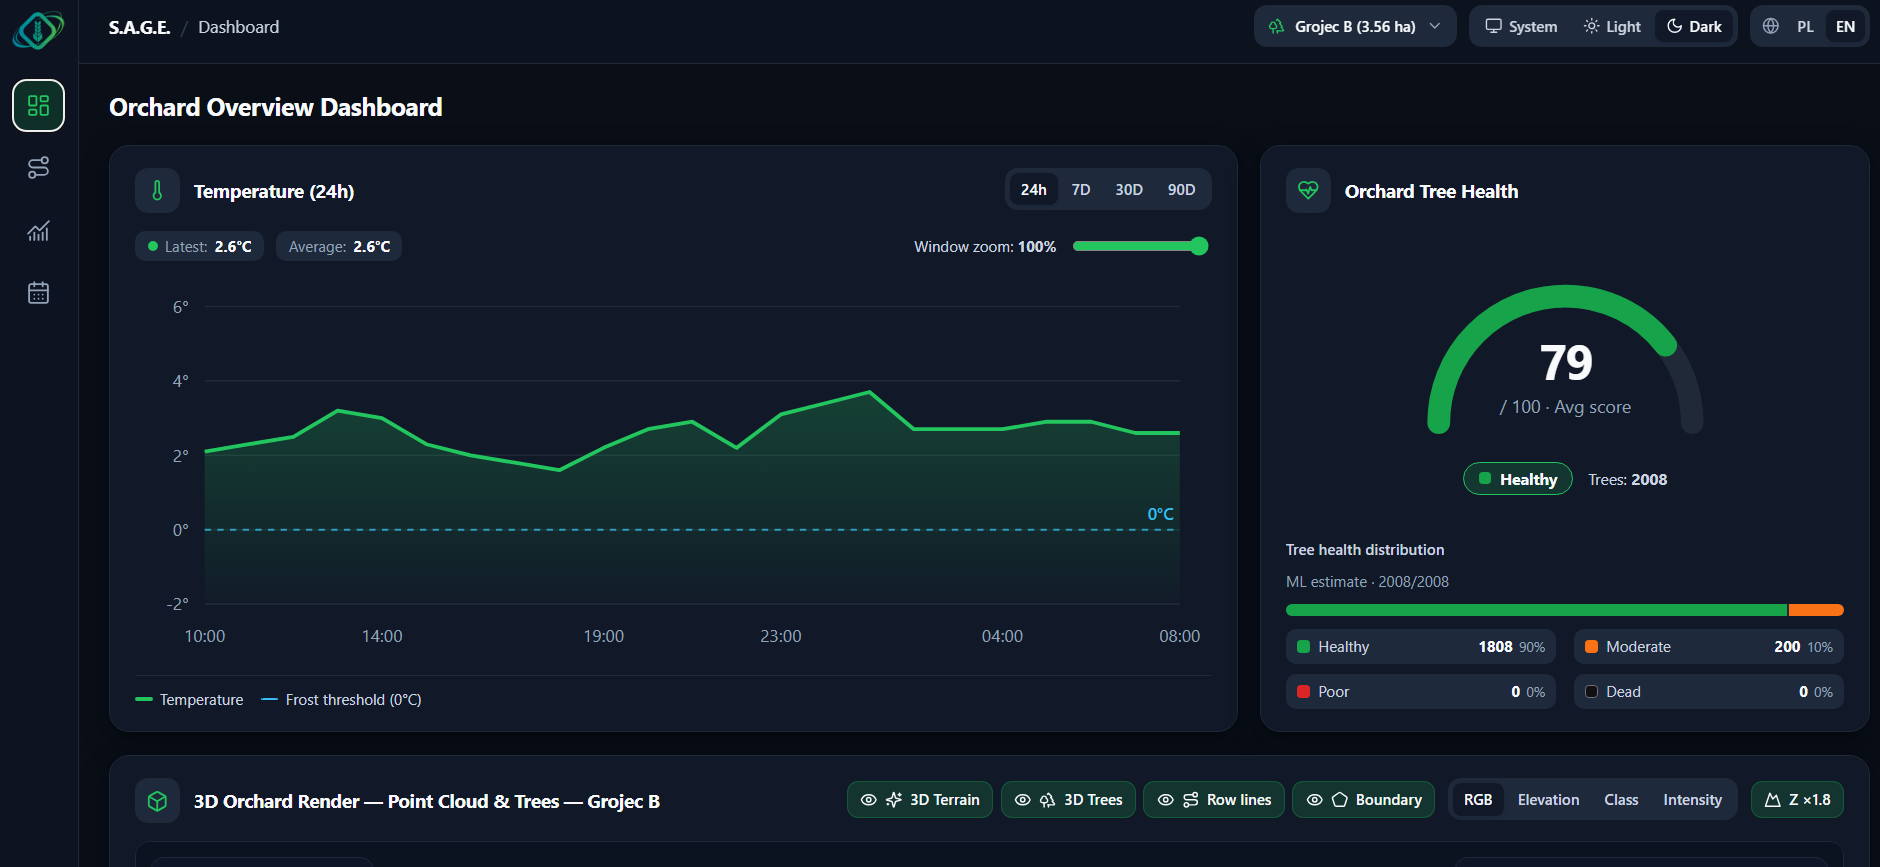 S.A.G.E. / Dashboard
Grojec B (3.56 ha)
System Light Dark
PL EN
Orchard Overview Dashboard
Temperature (24h)
24h 7D 30D 90D
Latest: 2.6°C Average: 2.6°C
Window zoom: 100%
6°
4°
2°
0°
-2°
0°C
10:00 14:00 19:00 23:00 04:00 08:00
Temperature Frost threshold (0°C)
Orchard Tree Health
79
/ 100 · Avg score
Healthy Trees: 2008
Tree health distribution
ML estimate · 2008/2008
Healthy 1808 90%
Moderate 200 10%
Poor 0 0%
Dead 0 0%
3D Orchard Render — Point Cloud & Trees — Grojec B
3D Terrain 3D Trees Row lines Boundary
RGB Elevation Class Intensity
Z ×1.8